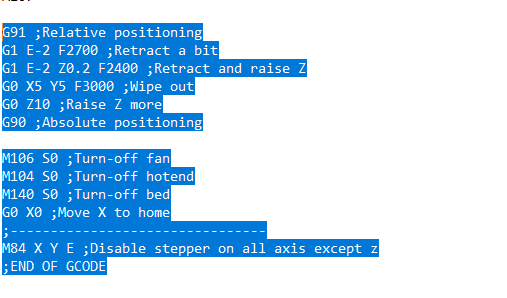 G91 ;Relative positioning
G1 E-2 F2700 ;Retract a bit
G1 E-2 Z0.2 F2400 ;Retract and raise Z
G0 X5 Y5 F3000 ;Wipe out
G0 Z10 ;Raise Z more
G90 ;Absolute positioning
M106 S0 ;Turn-off fan
M104 S0 ;Turn-off hotend
M140 S0 ;Turn-off bed
G0 X0 ;Move X to home
;-------------------------------
M84 X Y E ;Disable stepper on all axis except z
;END OF GCODE